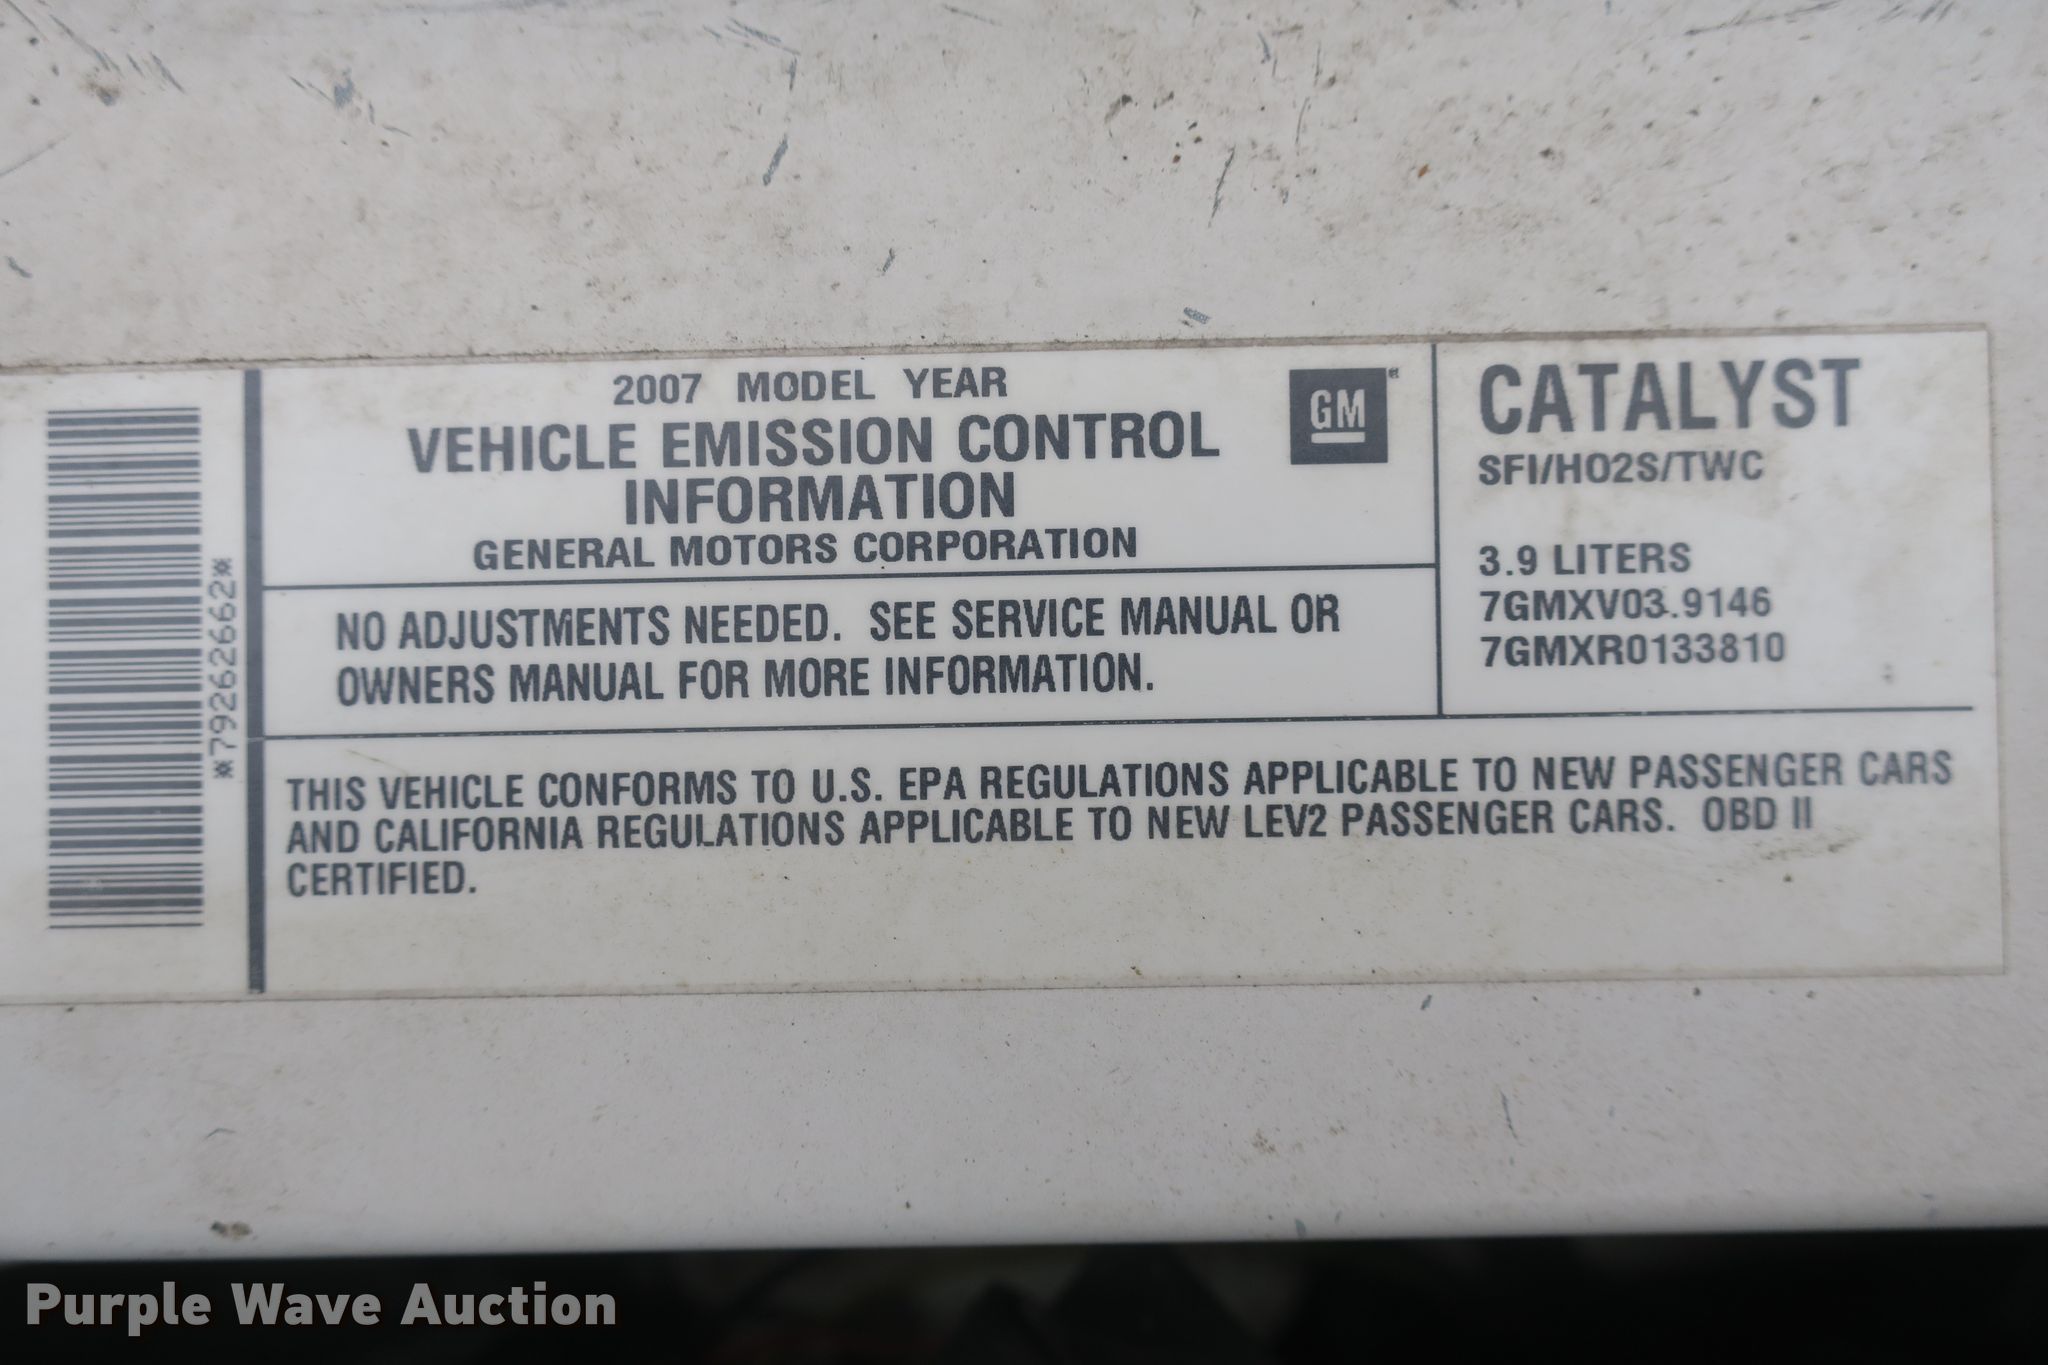 *79262662*
2007 MODEL YEAR
VEHICLE EMISSION CONTROL
INFORMATION
GENERAL MOTORS CORPORATION
GM
NO ADJUSTMENTS NEEDED. SEE SERVICE MANUAL OR
OWNERS MANUAL FOR MORE INFORMATION.
CATALYST
SFI/HO2S/TWC
3.9 LITERS
7GMXV03.9146
7GMXR0133810
THIS VEHICLE CONFORMS TO U.S. EPA REGULATIONS APPLICABLE TO NEW PASSENGER CARS
AND CALIFORNIA REGULATIONS APPLICABLE TO NEW LEV2 PASSENGER CARS. OBD II
CERTIFIED.
Purple Wave Auction